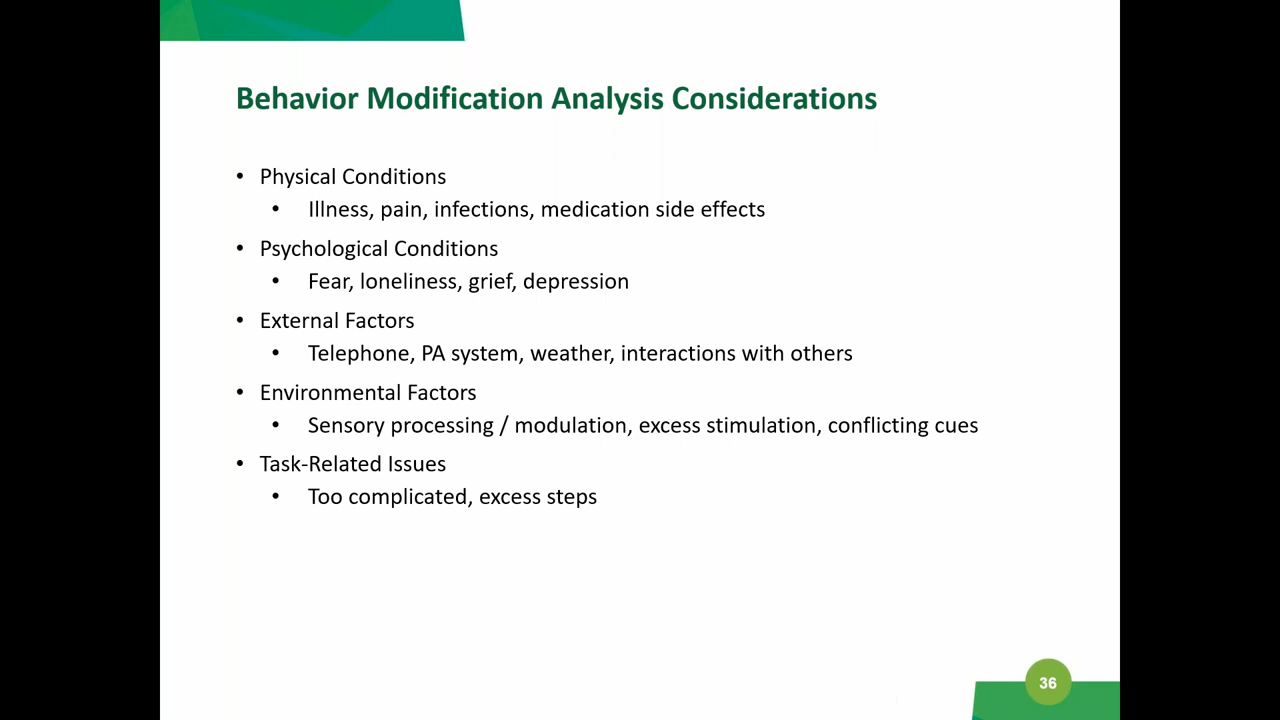 Behavior Modification Analysis Considerations
• Physical Conditions
• Illness, pain, infections, medication side effects
• Psychological Conditions
• Fear, loneliness, grief, depression
• External Factors
• Telephone, PA system, weather, interactions with others
• Environmental Factors
• Sensory processing / modulation, excess stimulation, conflicting cues
• Task-Related Issues
• Too complicated, excess steps
36